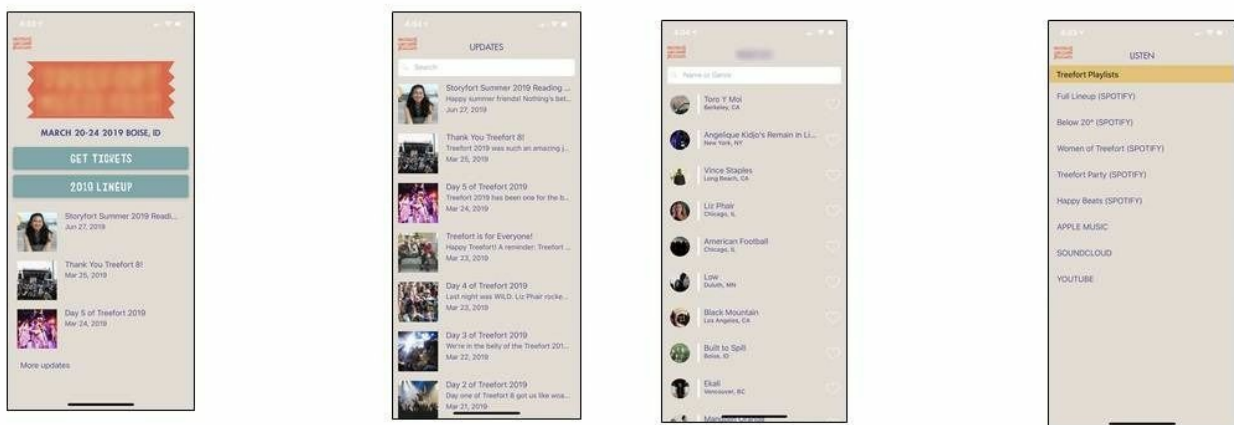 MARCH 20-24 2019 BOISE, ID
GET TICKETS
2019 LINEUP
Storyfort Summer 2019 Readi...
Jun 27, 2019
Thank You Treefort 8!
Mar 25, 2019
Day 5 of Treefort 2019
Mar 24, 2019
More updates
UPDATES
Search
Storyfort Summer 2019 Reading ...
Happy summer friends! Nothing's bet...
Jun 27, 2019
Thank You Treefort 8!
Treefort 2019 was such an amazing j...
Mar 25, 2019
Day 5 of Treefort 2019
Treefort 2019 has been one for the b...
Mar 24, 2019
Treefort is for Everyone!
Happy Treefort! A reminder: Treefort ...
Mar 23, 2019
Day 4 of Treefort 2019
Last night was WILD. Liz Phair rocke...
Mar 23, 2019
Day 3 of Treefort 2019
We're in the belly of the Treefort 201...
Mar 22, 2019
Day 2 of Treefort 2019
Day one of Treefort 8 got us like woa...
Mar 21, 2019
Name or Genre
Toro Y Moi
Berkeley, CA
Angelique Kidjo's Remain in Li...
New York, NY
Vince Staples
Long Beach, CA
Liz Phair
Chicago, IL
American Football
Chicago, IL
Low
Duluth, MN
Black Mountain
Los Angeles, CA
Built to Spill
Boise, ID
Ekali
Vancouver, BC
LISTEN
Treefort Playlists
Full Lineup (SPOTIFY)
Below 20° (SPOTIFY)
Women of Treefort (SPOTIFY)
Treefort Party (SPOTIFY)
Happy Beats (SPOTIFY)
APPLE MUSIC
SOUNDCLOUD
YOUTUBE